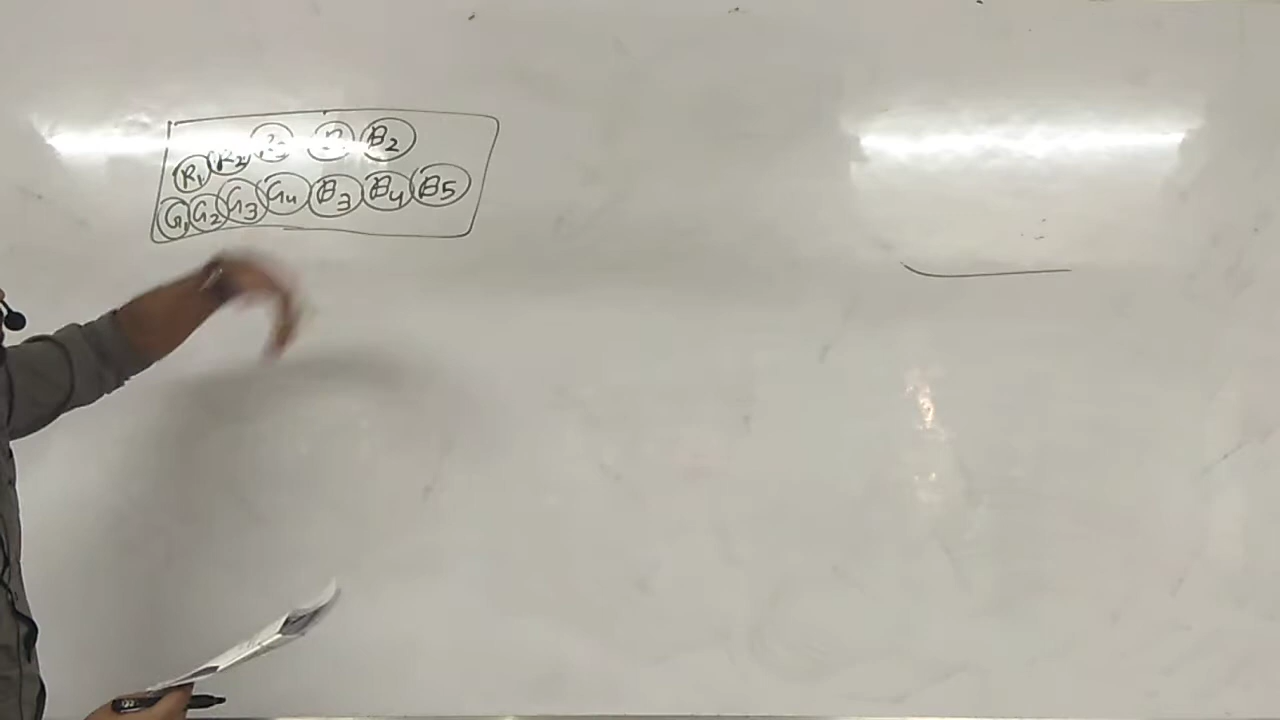 R₁ R₂ B₂
G₁ G₂ G₃ G₄ B₃ B₄ B₅